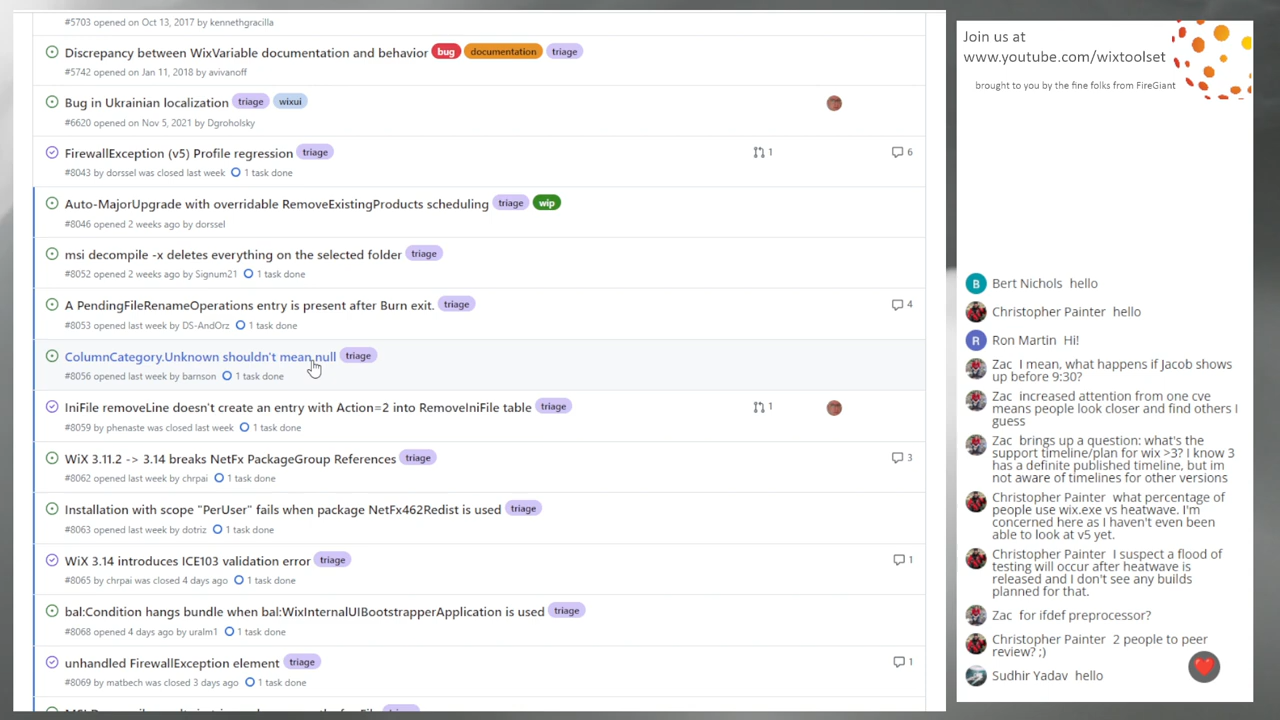 #5703 opened on Oct 13, 2017 by kennethgracilla
Discrepancy between WixVariable documentation and behavior bug documentation triage
#5742 opened on Jan 11, 2018 by avivanoff
Bug in Ukrainian localization triage wixui
#6620 opened on Nov 5, 2021 by Dgroholsky
FirewallException (v5) Profile regression triage 1 6
#8043 by dorssel was closed last week 1 task done
Auto-MajorUpgrade with overridable RemoveExistingProducts scheduling triage wip
#8046 opened 2 weeks ago by dorssel
msi decompile -x deletes everything on the selected folder triage
#8052 opened 2 weeks ago by Signum21 1 task done
A PendingFileRenameOperations entry is present after Burn exit. triage 4
#8053 opened last week by DS-AndOrz 1 task done
ColumnCategory.Unknown shouldn't mean null triage
#8056 opened last week by barnson 1 task done
IniFile removeLine doesn't create an entry with Action=2 into RemoveIniFile table triage 1
#8059 by phenaste was closed last week 1 task done
WiX 3.11.2 -> 3.14 breaks NetFx PackageGroup References triage 3
#8062 opened last week by chrpai 1 task done
Installation with scope "PerUser" fails when package NetFx462Redist is used triage
#8063 opened last week by dotriz 1 task done
WiX 3.14 introduces ICE103 validation error triage 1
#8065 by chrpai was closed 4 days ago 1 task done
bal:Condition hangs bundle when bal:WixInternalUIBootstrapperApplication is used triage
#8068 opened 4 days ago by uralm1 1 task done
unhandled FirewallException element triage 1
#8069 by matbech was closed 3 days ago 1 task done
Join us at
www.youtube.com/wixtoolset
brought to you by the fine folks from FireGiant
B Bert Nichols hello
Christopher Painter hello
R Ron Martin Hi!
Zac I mean, what happens if Jacob shows
up before 9:30?
Zac increased attention from one cve
means people look closer and find others I
guess
Zac brings up a question: what's the
support timeline/plan for wix >3? I know 3
has a definite published timeline, but im
not aware of timelines for other versions
Christopher Painter what percentage of
people use wix.exe vs heatwave. I'm
concerned here as I haven't even been
able to look at v5 yet.
Christopher Painter I suspect a flood of
testing will occur after heatwave is
released and I don't see any builds
planned for that.
Zac for ifdef preprocessor?
Christopher Painter 2 people to peer
review? ;)
Sudhir Yadav hello